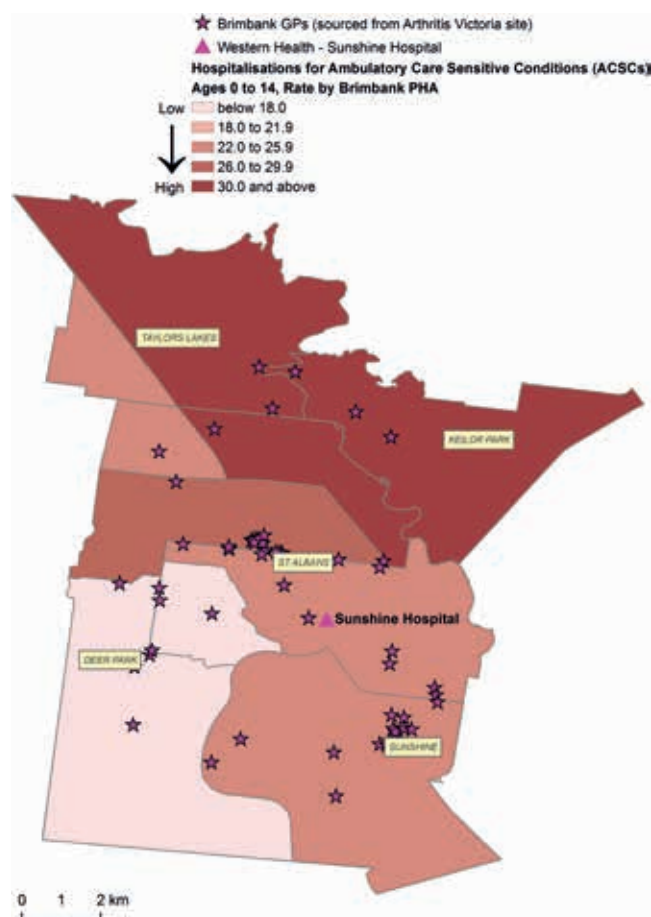 Brimbank GPs (sourced from Arthritis Victoria site)
Western Health - Sunshine Hospital
Hospitalisations for Ambulatory Care Sensitive Conditions (ACSCs)
Ages 0 to 14, Rate by Brimbank PHA
Low below 18.0
18.0 to 21.9
22.0 to 25.9
26.0 to 29.9
High 30.0 and above
TAYLORS LAKES
KEILOR PARK
ST ALBANS
Sunshine Hospital
DEER PARK
SUNSHINE
0 1 2 km